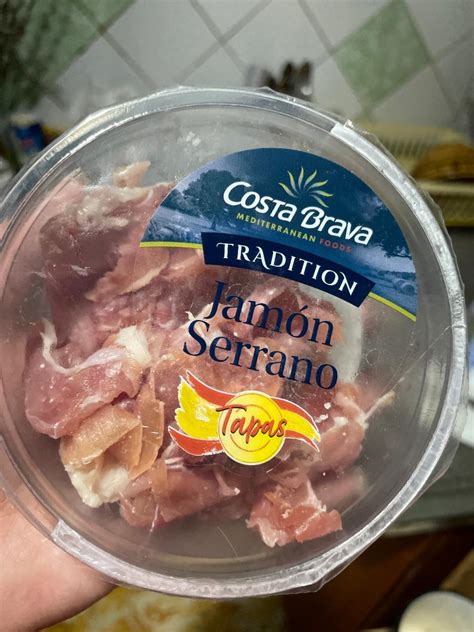 Costa Brava
MEDITERRANEAN FOODS
TRADITION
Jamón
Serrano
Tapas